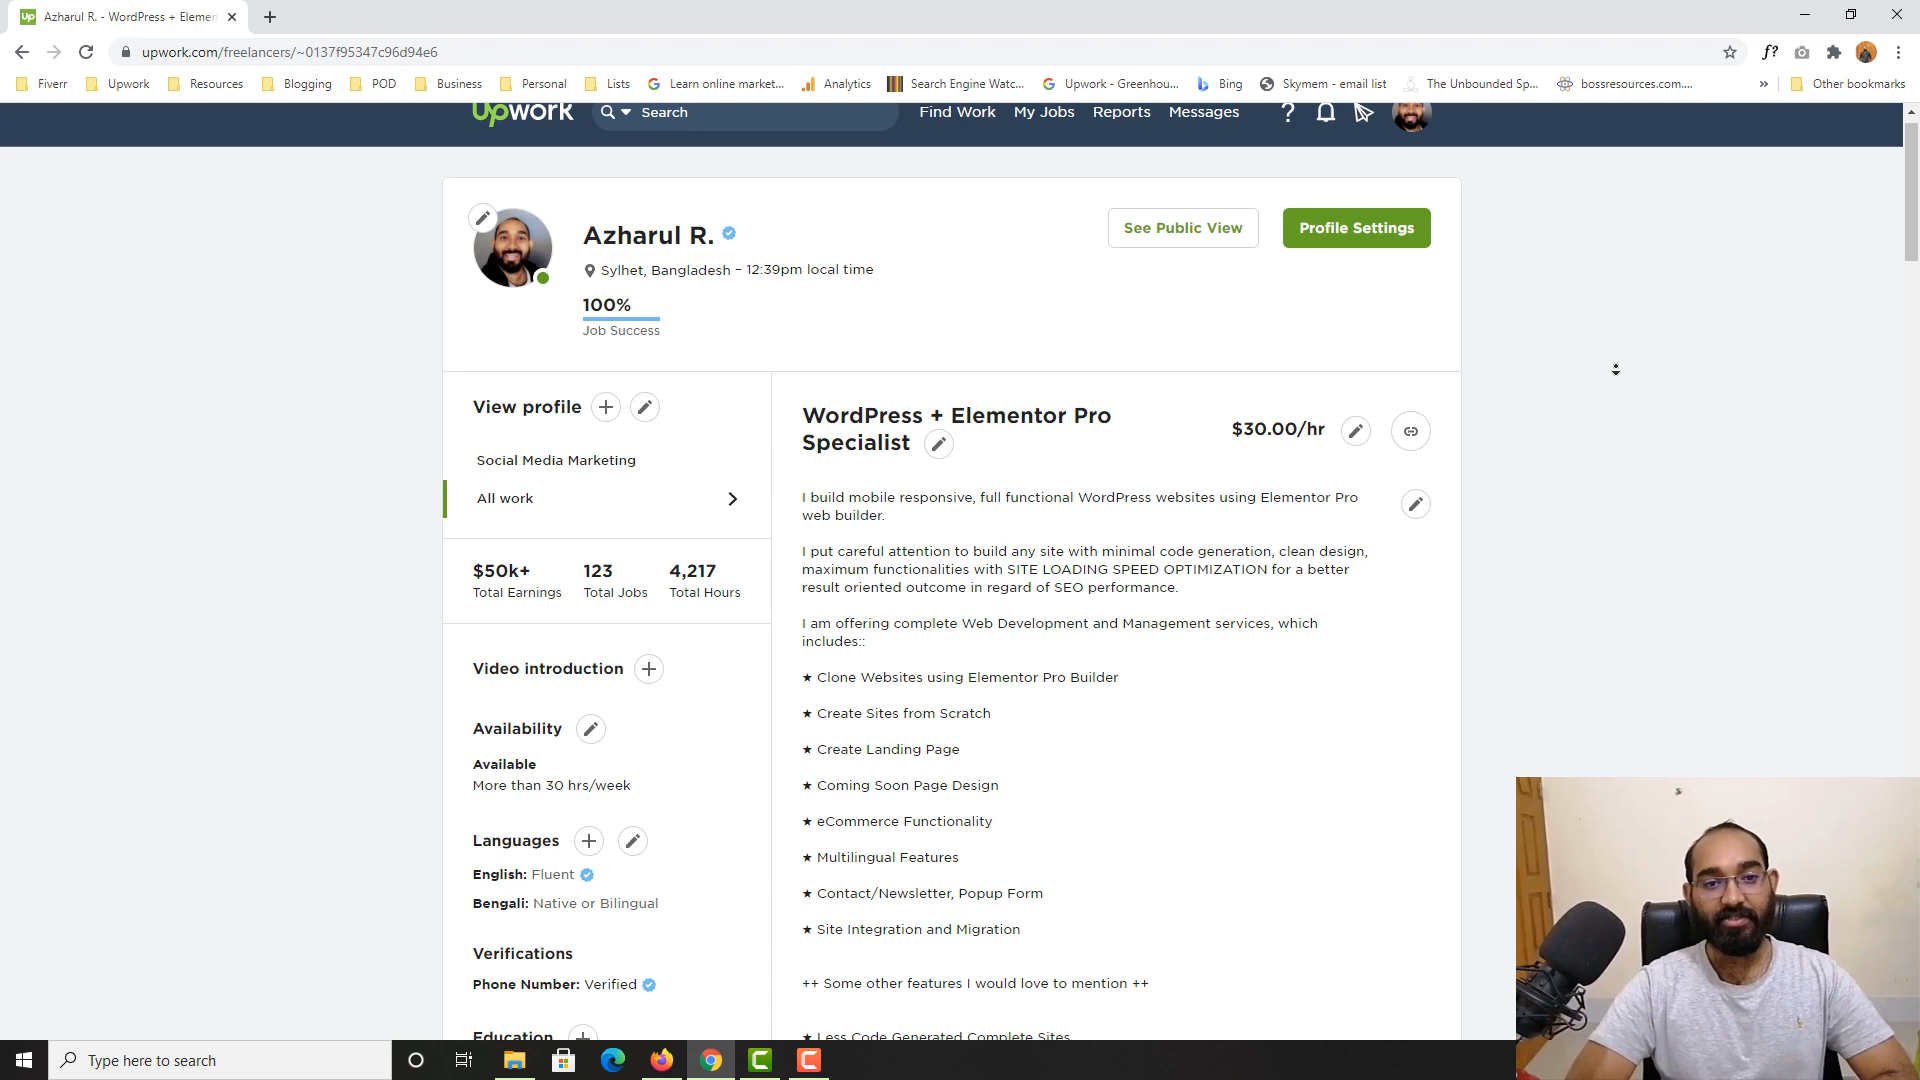 Azharul R. - WordPress + Elemen
upwork.com/freelancers/~0137f95347c96d94e6
f?
Fiverr Upwork Resources Blogging POD Business Personal Lists Learn online market... Analytics Search Engine Watc... Upwork - Greenhou... Bing Skymem - email list The Unbounded Sp... bossresources.com.... » Other bookmarks
upwork Search Find Work My Jobs Reports Messages ?
Azharul R.
See Public View
Profile Settings
Sylhet, Bangladesh – 12:39pm local time
100%
Job Success
View profile
Social Media Marketing
All work
$50k+ 123 4,217
Total Earnings Total Jobs Total Hours
Video introduction
Availability
Available
More than 30 hrs/week
Languages
English: Fluent
Bengali: Native or Bilingual
Verifications
Phone Number: Verified
Education
WordPress + Elementor Pro
Specialist
$30.00/hr
I build mobile responsive, full functional WordPress websites using Elementor Pro
web builder.
I put careful attention to build any site with minimal code generation, clean design,
maximum functionalities with SITE LOADING SPEED OPTIMIZATION for a better
result oriented outcome in regard of SEO performance.
I am offering complete Web Development and Management services, which
includes::
★ Clone Websites using Elementor Pro Builder
★ Create Sites from Scratch
★ Create Landing Page
★ Coming Soon Page Design
★ eCommerce Functionality
★ Multilingual Features
★ Contact/Newsletter, Popup Form
★ Site Integration and Migration
++ Some other features I would love to mention ++
★ Less Code Generated Complete Sites
Type here to search